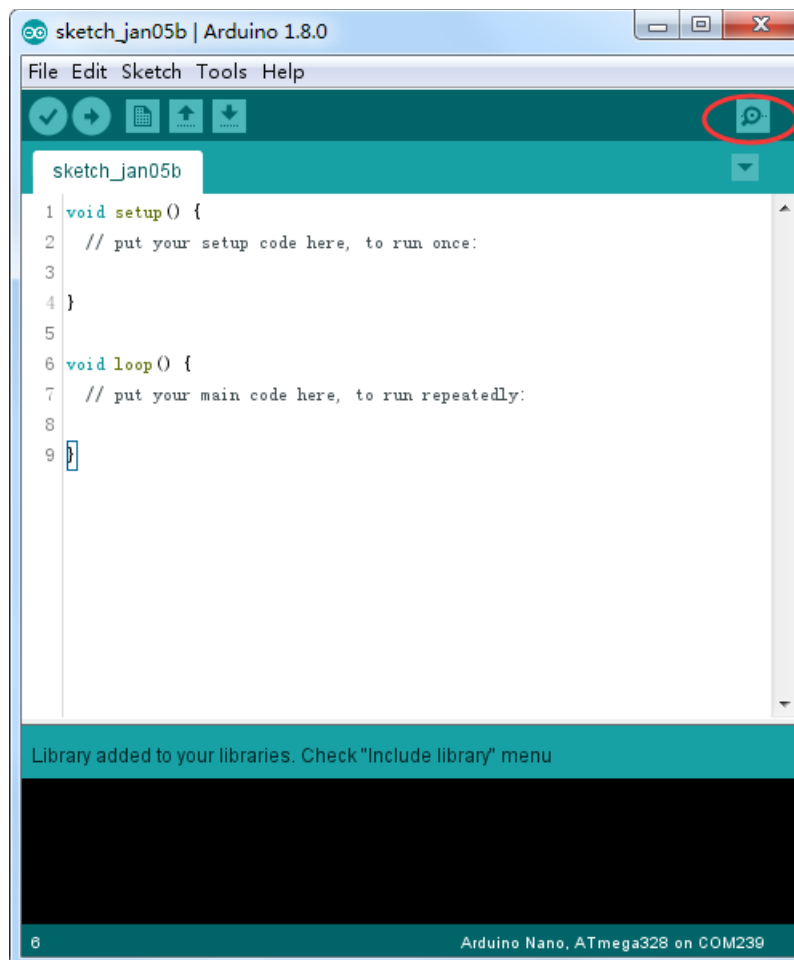 sketch_jan05b | Arduino 1.8.0
File Edit Sketch Tools Help
sketch_jan05b
1 void setup() {
2 // put your setup code here, to run once:
3
4 }
5
6 void loop() {
7 // put your main code here, to run repeatedly:
8
9 }
Library added to your libraries. Check "Include library" menu
6 Arduino Nano, ATmega328 on COM239